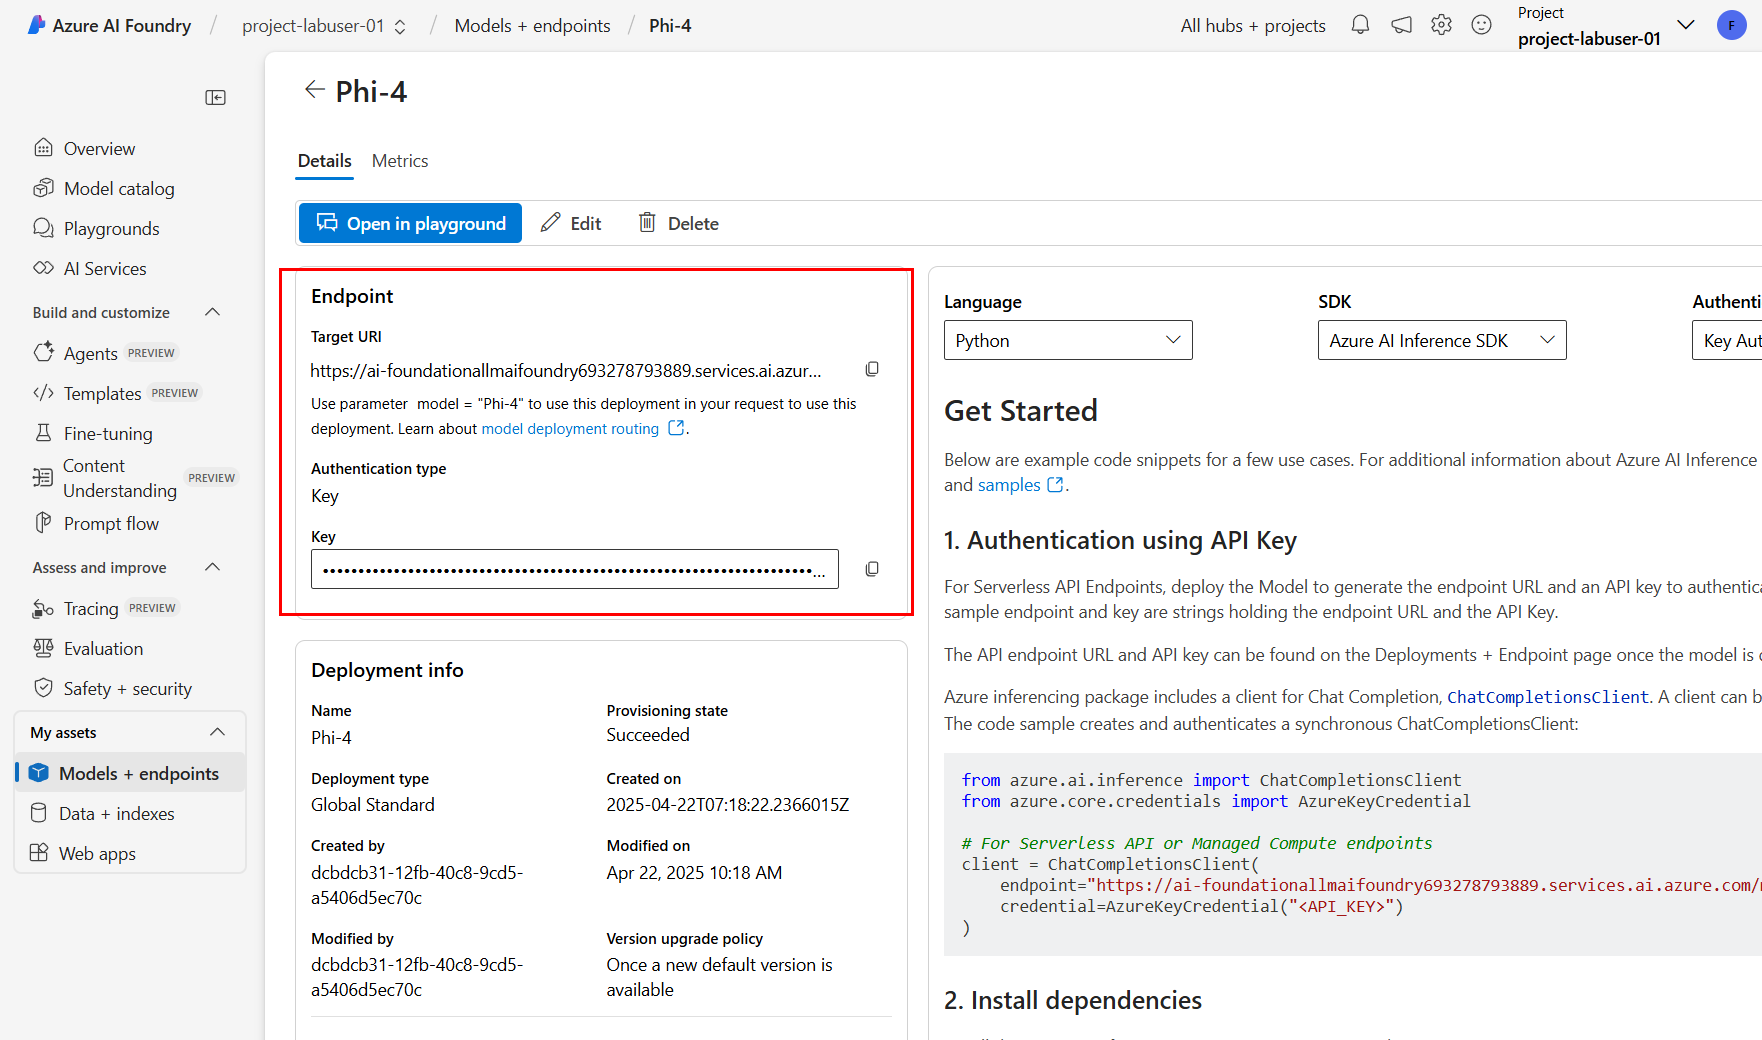 Azure AI Foundry / project-labuser-01 / Models + endpoints / Phi-4
All hubs + projects
Project
project-labuser-01
F
Overview
Model catalog
Playgrounds
AI Services
Build and customize
Agents PREVIEW
Templates PREVIEW
Fine-tuning
Content
Understanding PREVIEW
Prompt flow
Assess and improve
Tracing PREVIEW
Evaluation
Safety + security
My assets
Models + endpoints
Data + indexes
Web apps
Phi-4
Details Metrics
Open in playground Edit Delete
Endpoint
Target URI
https://ai-foundationallmaifoundry693278793889.services.ai.azur...
Use parameter model = "Phi-4" to use this deployment in your request to use this
deployment. Learn about model deployment routing .
Authentication type
Key
Key
••••••••••••••••••••••••••••••••••••••••••••••••••••••••••••••••••••••...
Deployment info
Name
Phi-4
Provisioning state
Succeeded
Deployment type
Global Standard
Created on
2025-04-22T07:18:22.2366015Z
Created by
dcbdcb31-12fb-40c8-9cd5-
a5406d5ec70c
Modified on
Apr 22, 2025 10:18 AM
Modified by
dcbdcb31-12fb-40c8-9cd5-
a5406d5ec70c
Version upgrade policy
Once a new default version is
available
Language
Python
SDK
Azure AI Inference SDK
Authenti
Key Aut
Get Started
Below are example code snippets for a few use cases. For additional information about Azure AI Inference
and samples .
1. Authentication using API Key
For Serverless API Endpoints, deploy the Model to generate the endpoint URL and an API key to authentica
sample endpoint and key are strings holding the endpoint URL and the API Key.
The API endpoint URL and API key can be found on the Deployments + Endpoint page once the model is
Azure inferencing package includes a client for Chat Completion, ChatCompletionsClient. A client can b
The code sample creates and authenticates a synchronous ChatCompletionsClient:
from azure.ai.inference import ChatCompletionsClient
from azure.core.credentials import AzureKeyCredential
# For Serverless API or Managed Compute endpoints
client = ChatCompletionsClient(
endpoint="https://ai-foundationallmaifoundry693278793889.services.ai.azure.com/
credential=AzureKeyCredential("<API_KEY>")
)
2. Install dependencies